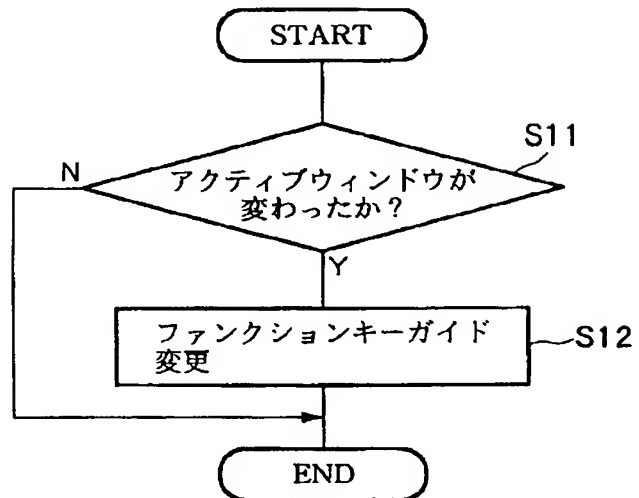 START
S11
N
アクティブウィンドウが
変わったか?
Y
ファンクションキーガイド
変更
S12
END